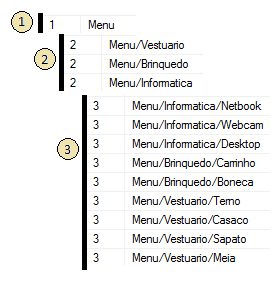 1 1 Menu
2 Menu/Vestuario
2 2 Menu/Brinquedo
2 Menu/Informatica
3 Menu/Informatica/Netbook
3 Menu/Informatica/Webcam
3 3 Menu/Informatica/Desktop
3 Menu/Brinquedo/Carrinho
3 Menu/Brinquedo/Boneca
3 Menu/Vestuario/Terno
3 Menu/Vestuario/Casaco
3 Menu/Vestuario/Sapato
3 Menu/Vestuario/Meia